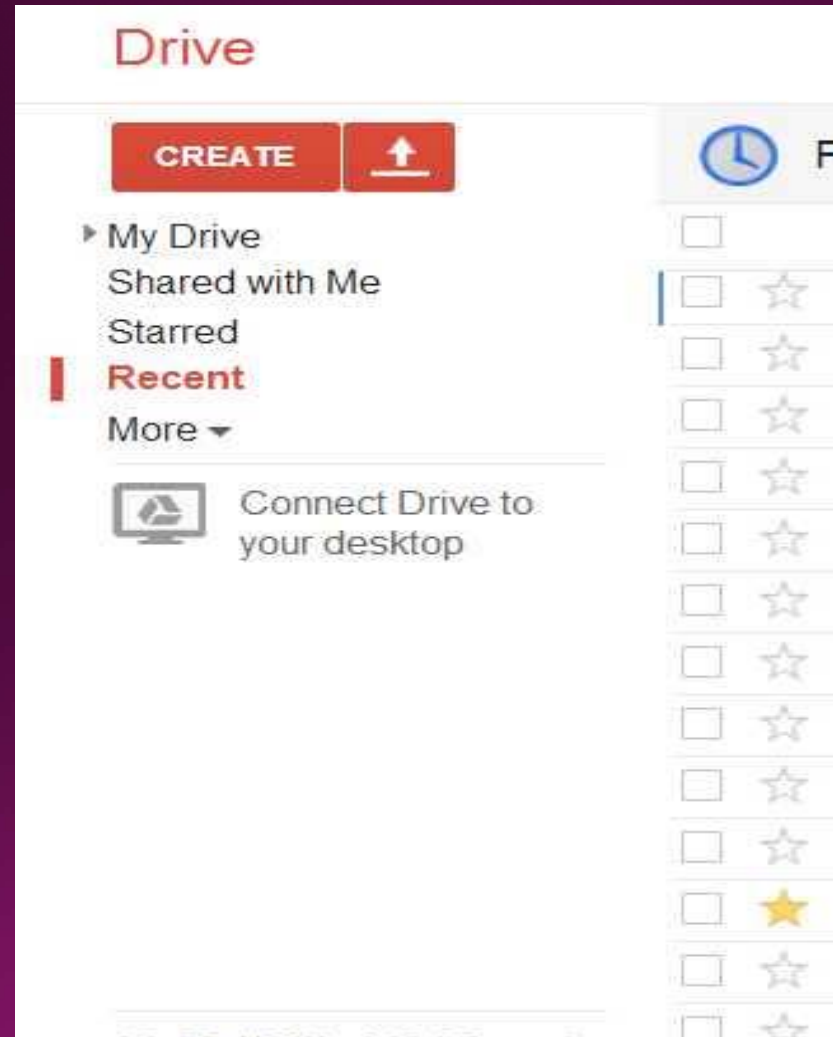 Drive
CREATE
My Drive
Shared with Me
Starred
Recent
More
Connect Drive to
your desktop